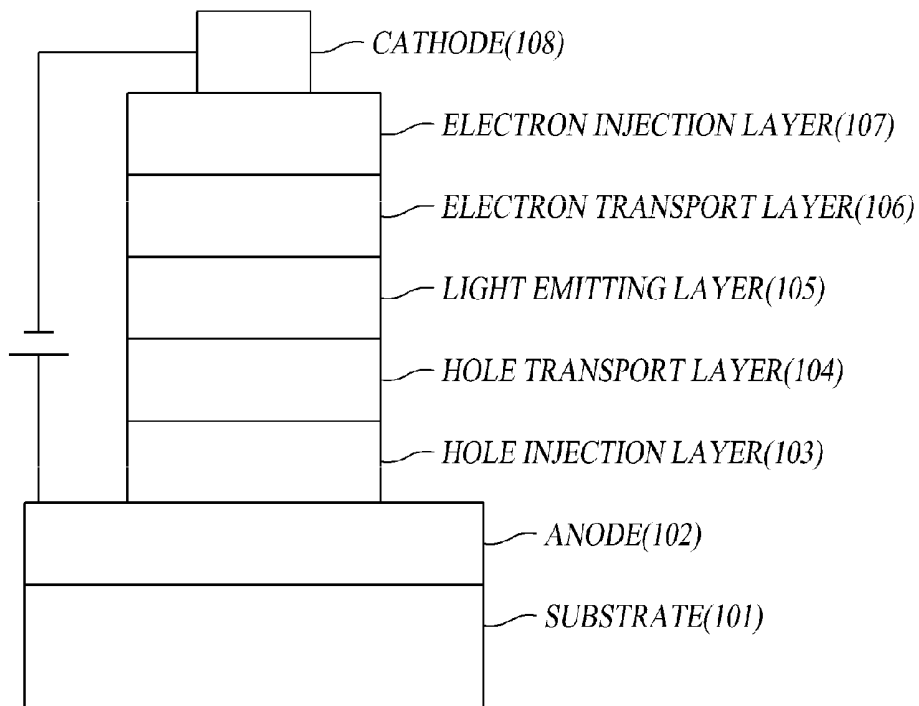 CATHODE(108)
ELECTRON INJECTION LAYER(107)
ELECTRON TRANSPORT LAYER(106)
LIGHT EMITTING LAYER(105)
HOLE TRANSPORT LAYER(104)
HOLE INJECTION LAYER(103)
ANODE(102)
SUBSTRATE(101)